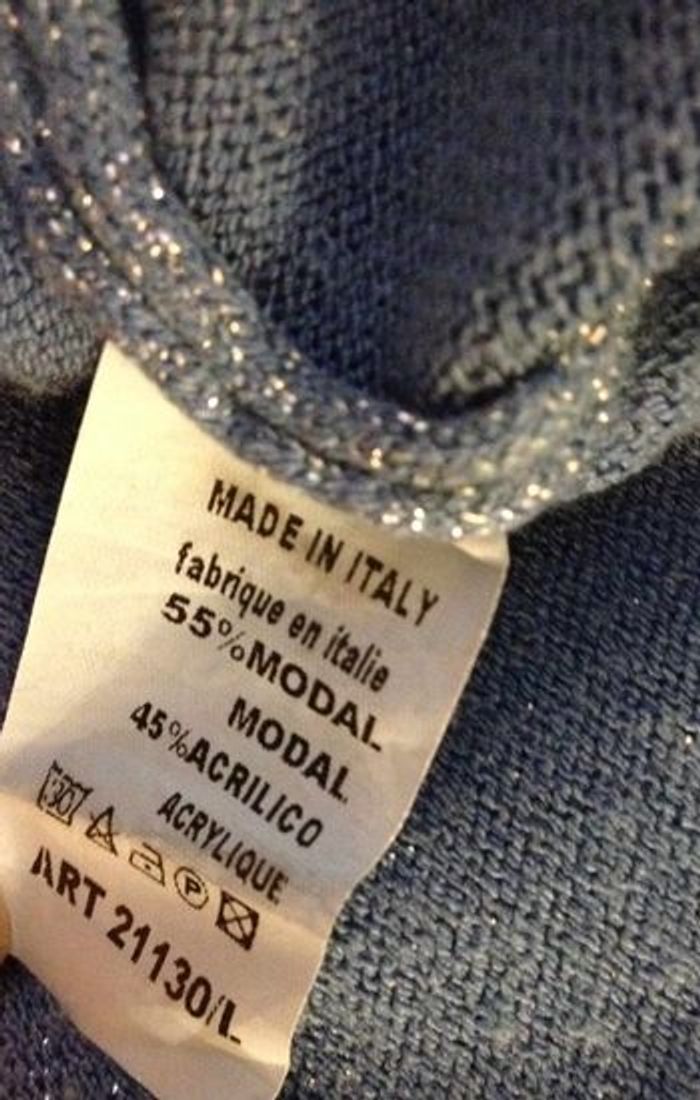 MADE IN ITALY
fabrique en italie
55%MODAL
MODAL
45%ACRILICO
ACRYLIQUE
30 P
ART 21130/L